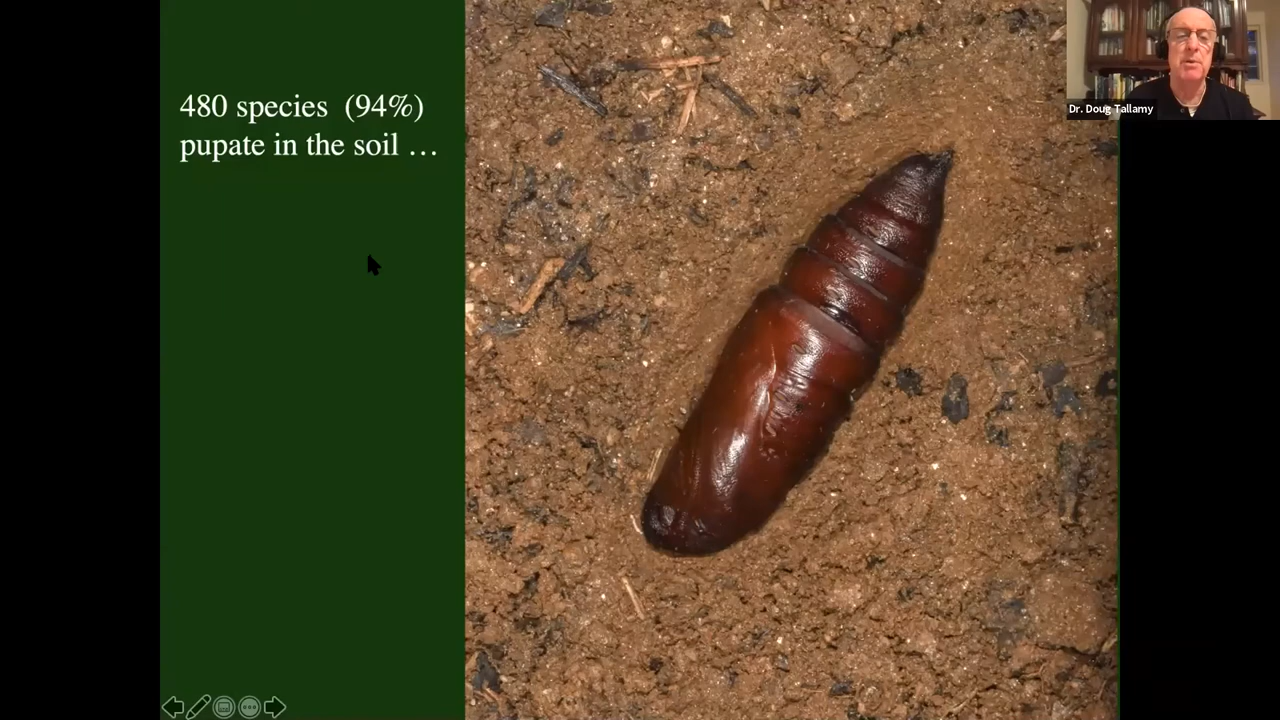 480 species (94%)
pupate in the soil …
Dr. Doug Tallamy